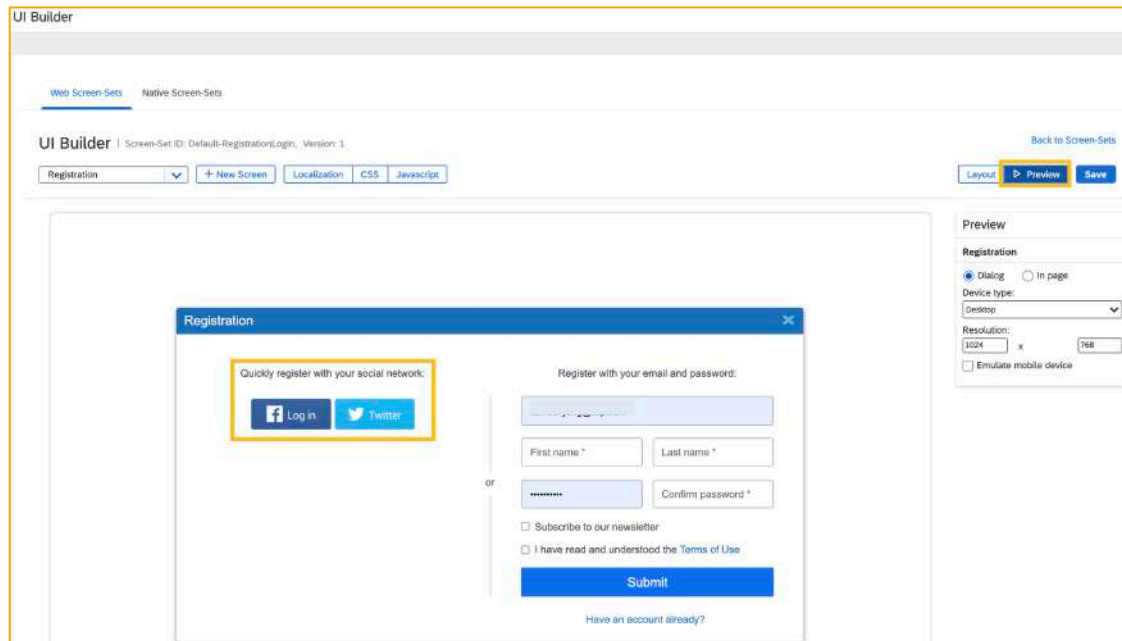 UI Builder
Web Screen-Sets Native Screen-Sets
UI Builder | Screen-Set ID: Default-RegistrationLogin, Version: 1
Back to Screen-Sets
Registration + New Screen Localization CSS Javascript Layout Preview Save
Preview
Registration
Dialog In page
Device type:
Desktop
Resolution:
1024 x 768
Emulate mobile device
Registration
Quickly register with your social network:
Log in Twitter
or
Register with your email and password:
First name * Last name *
•••••••••• Confirm password *
Subscribe to our newsletter
I have read and understood the Terms of Use
Submit
Have an account already?